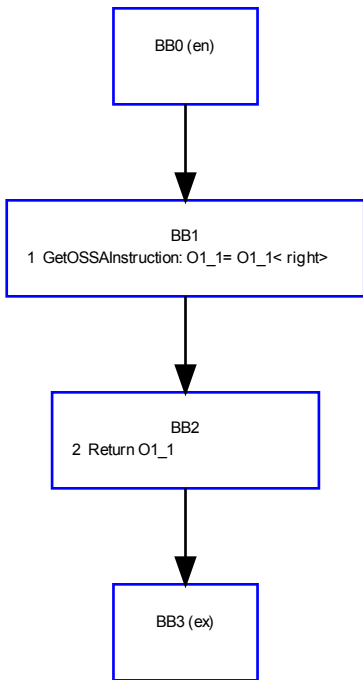 BB0 (en)
BB1
1 GetOSSAInstruction: O1_1= O1_1< right>
BB2
2 Return O1_1
BB3 (ex)